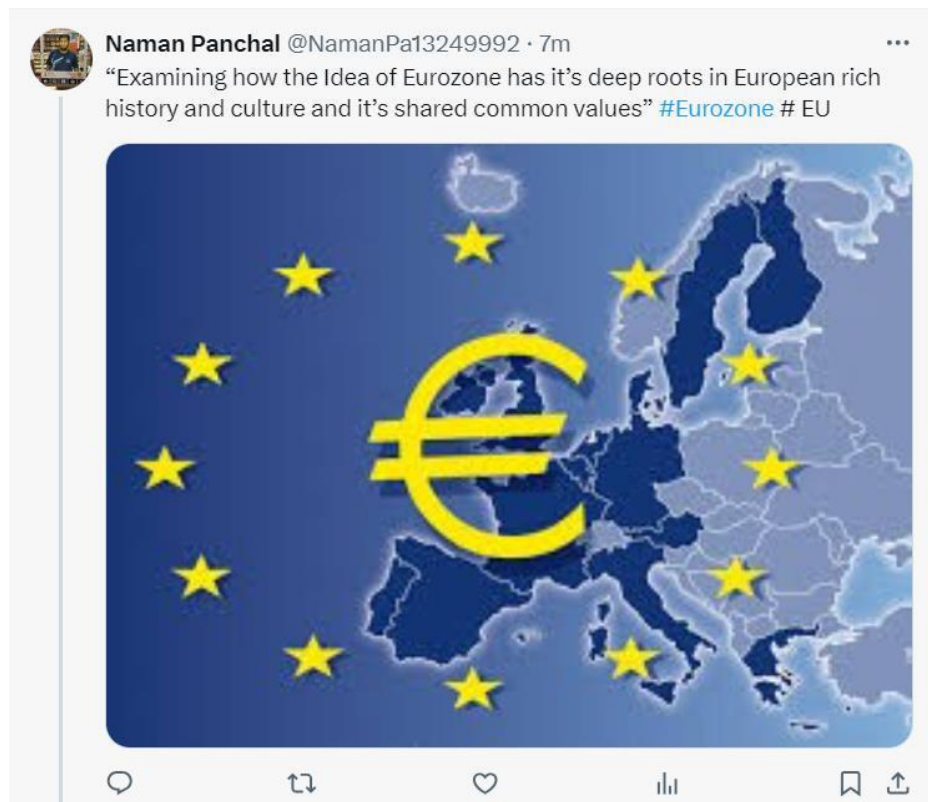 Naman Panchal @NamanPa13249992 · 7m
“Examining how the Idea of Eurozone has it’s deep roots in European rich
history and culture and it’s shared common values” #Eurozone # EU
€